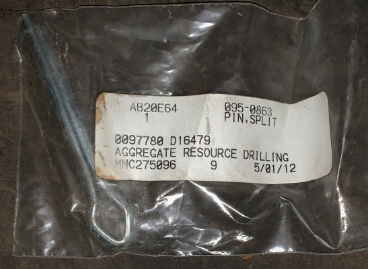 AB20E64 095-0863
1 PIN,SPLIT
0097780 D16479
AGGREGATE RESOURCE DRILLING
MMC275096 9 5/01/12